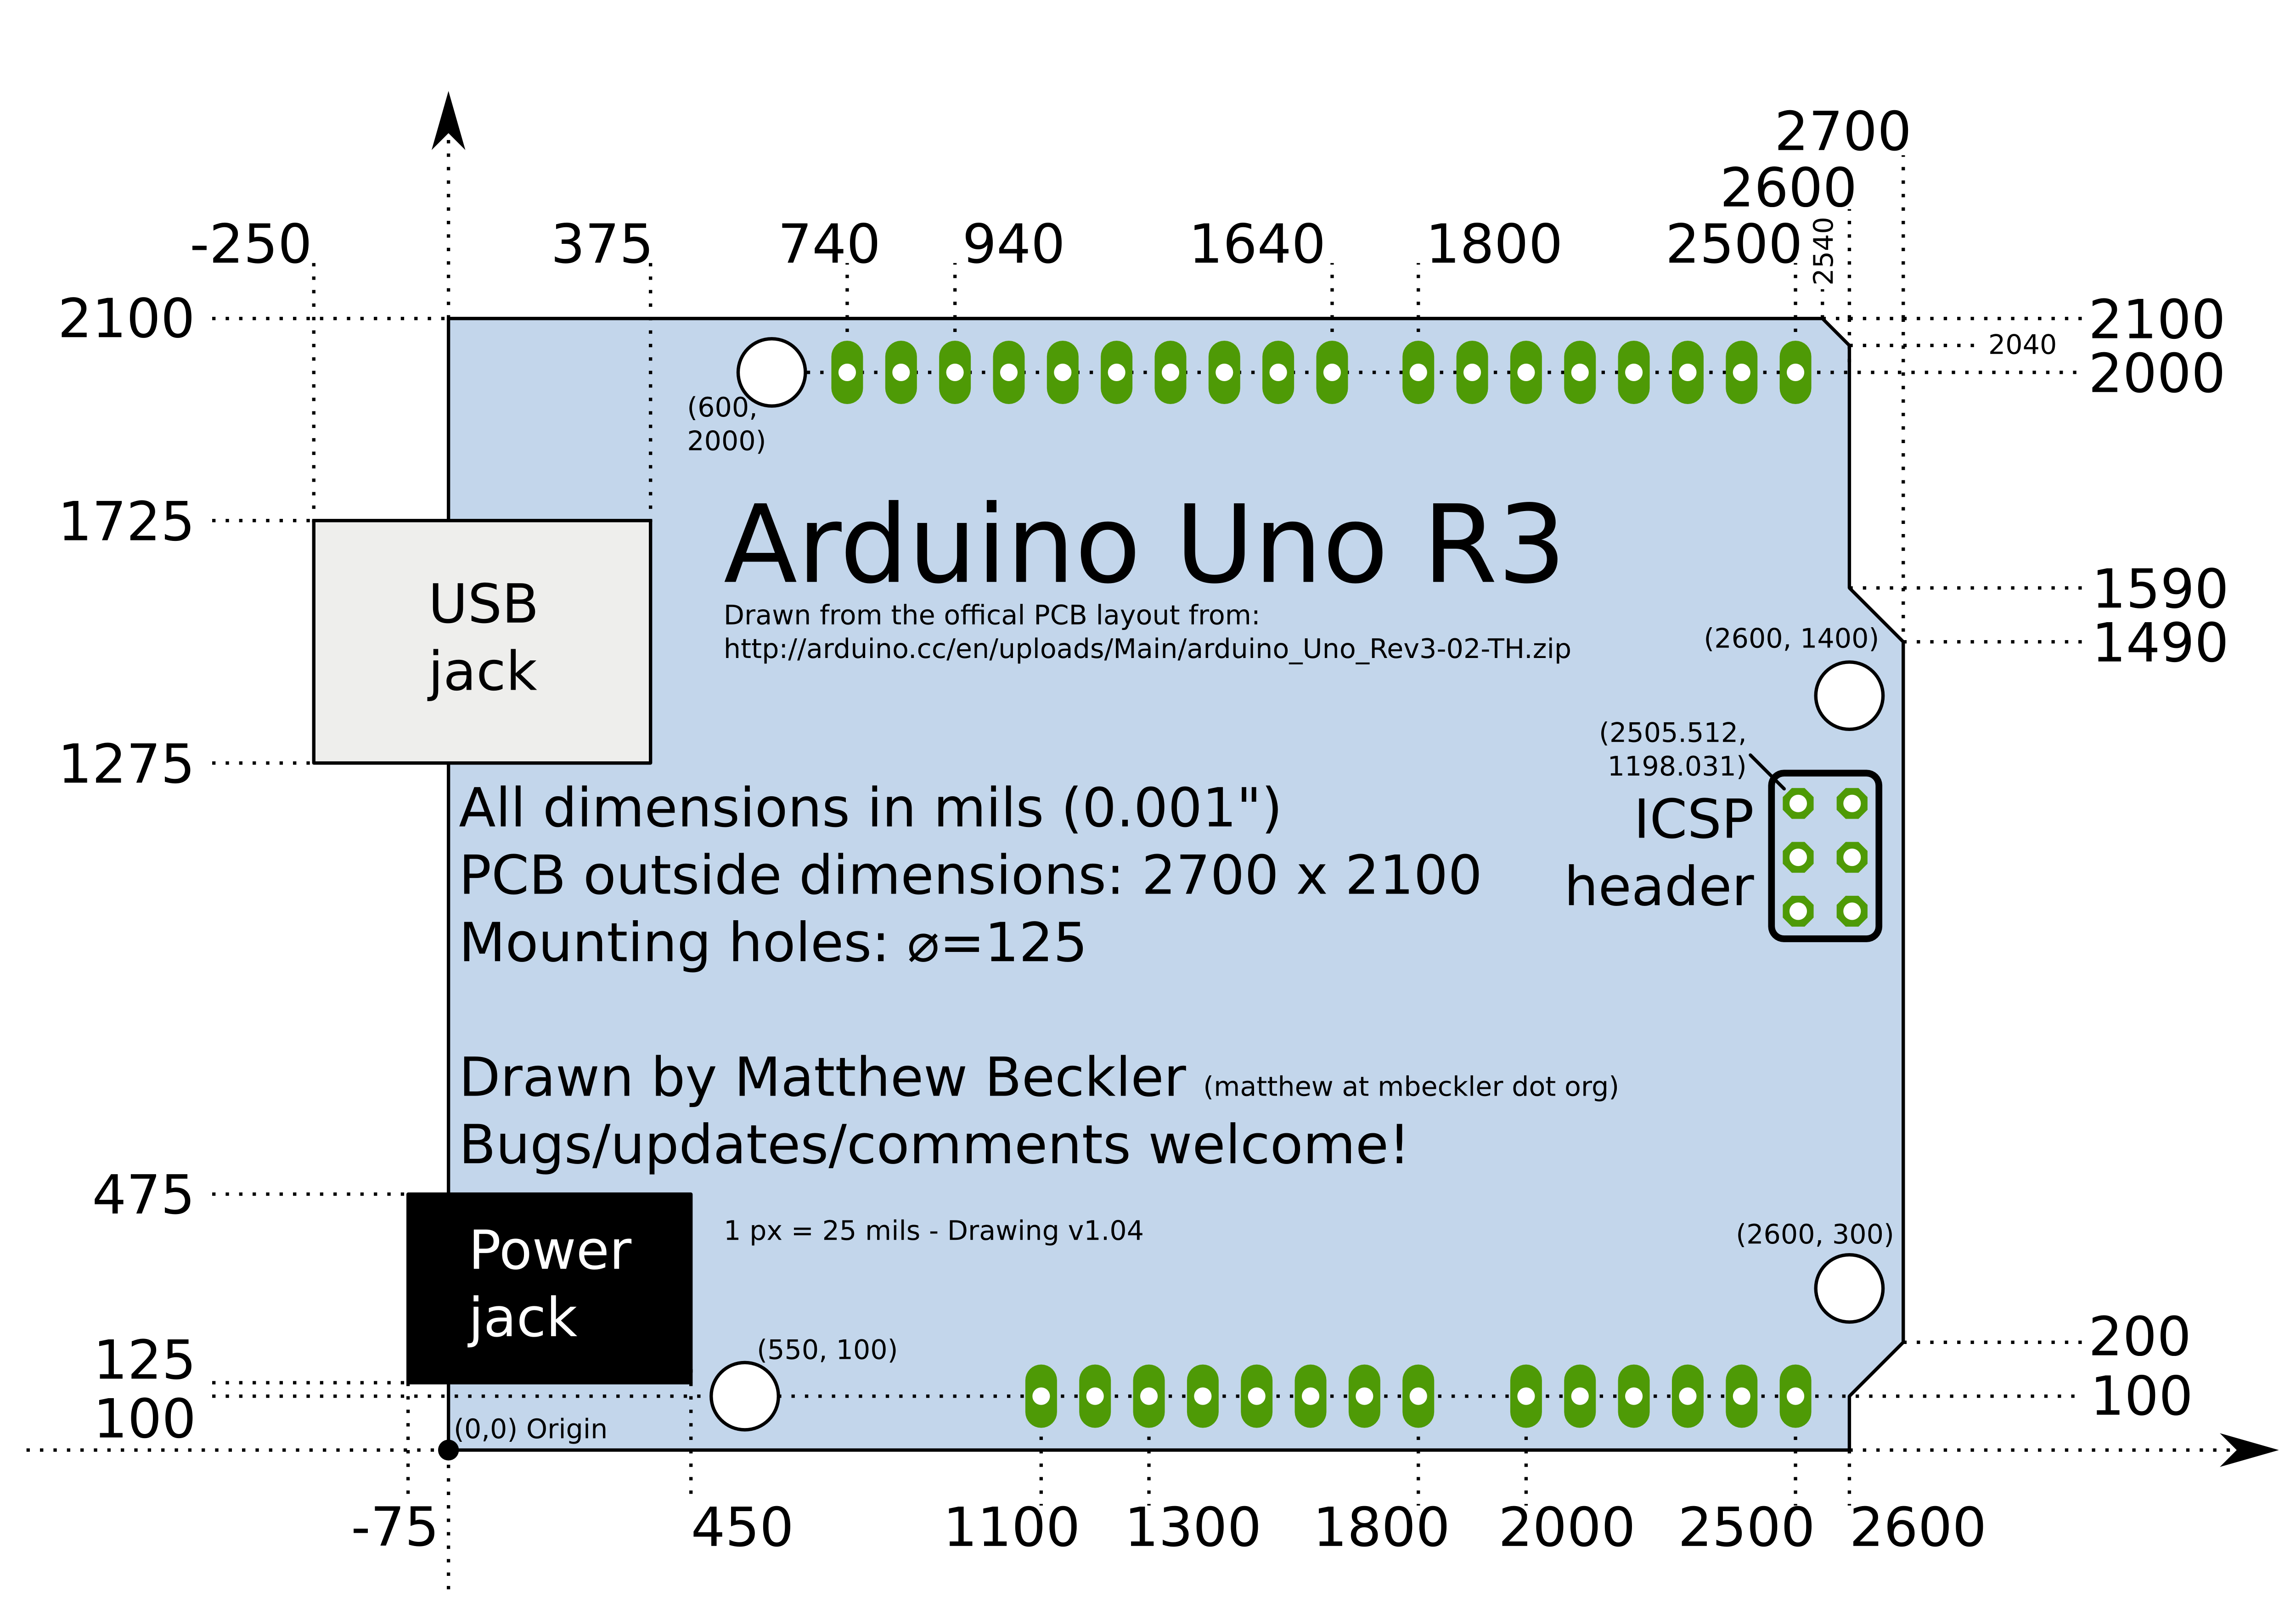 2700
2600
-250
375
740
940
1640
1800
2500
2540
2100
2100
2040
2000
(600,
2000)
1725
Arduino Uno R3
Drawn from the offical PCB layout from:
http://arduino.cc/en/uploads/Main/arduino_Uno_Rev3-02-TH.zip
1590
1490
USB
jack
(2600, 1400)
1275
(2505.512,
1198.031)
ICSP
header
All dimensions in mils (0.001")
PCB outside dimensions: 2700 x 2100
Mounting holes: ⌀=125
Drawn by Matthew Beckler (matthew at mbeckler dot org)
Bugs/updates/comments welcome!
475
Power
jack
1 px = 25 mils - Drawing v1.04
(2600, 300)
125
100
(550, 100)
200
100
(0,0) Origin
-75
450
1100
1300
1800
2000
2500
2600